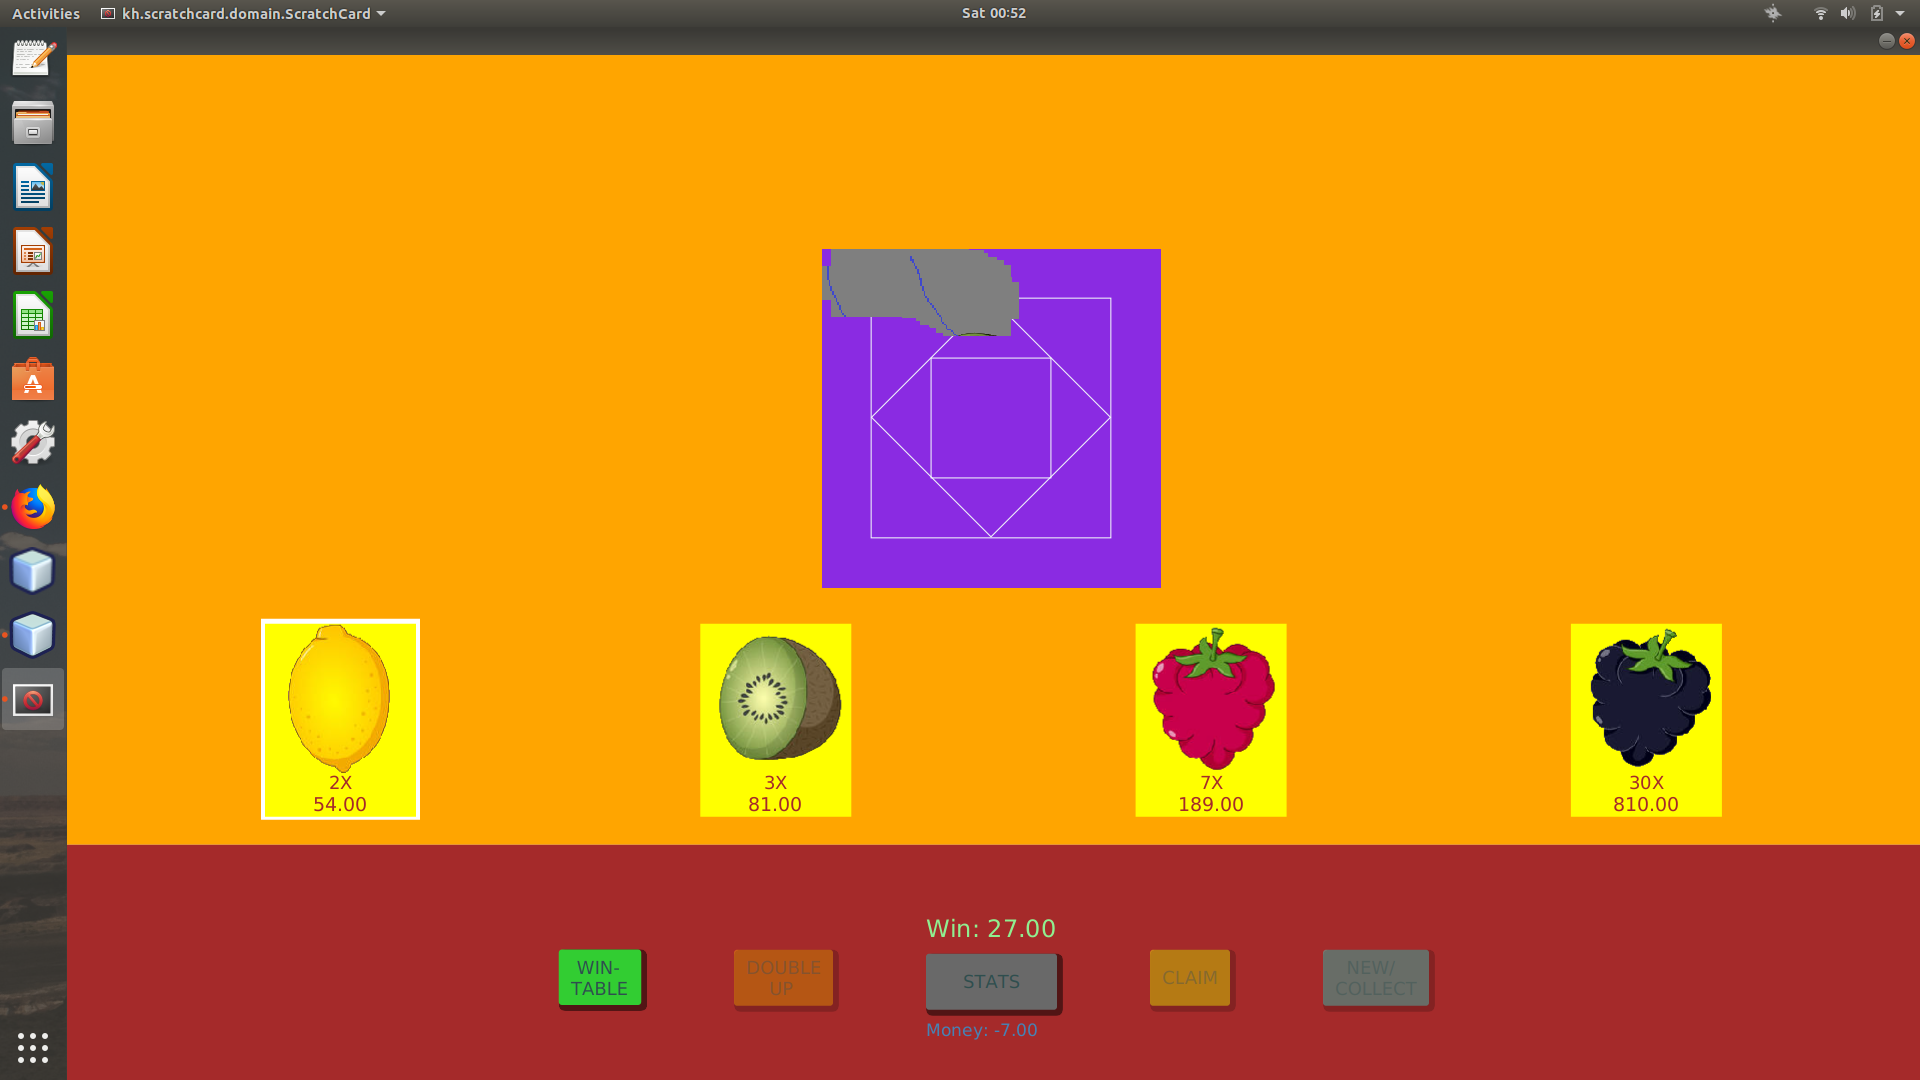 Activities
kh.scratchcard.domain.ScratchCard
Sat 00:52
2X
54.00
3X
81.00
7X
189.00
30X
810.00
Win: 27.00
WIN-
TABLE
DOUBLE
UP
STATS
CLAIM
NEW/
COLLECT
Money: -7.00